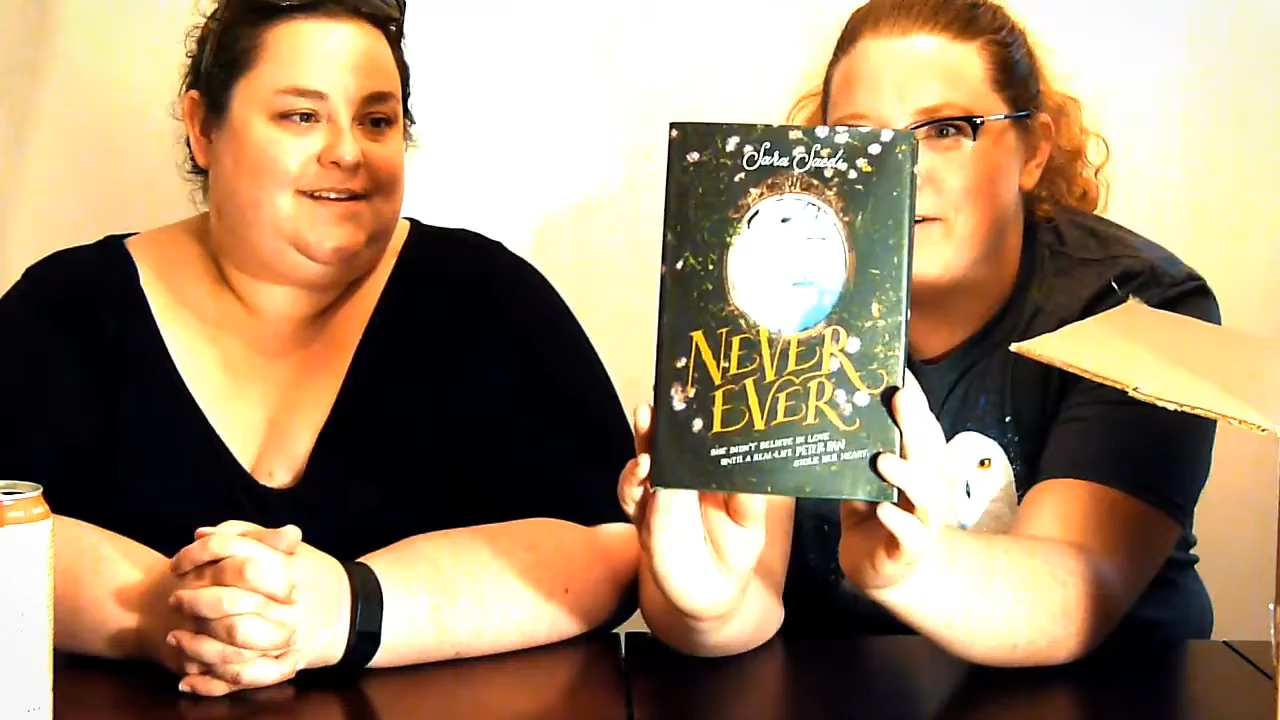 Sara Saedi
NEVER
EVER
SHE DIDN'T BELIEVE IN LOVE
UNTIL A REAL-LIFE PETER PAN
STOLE HER HEART.